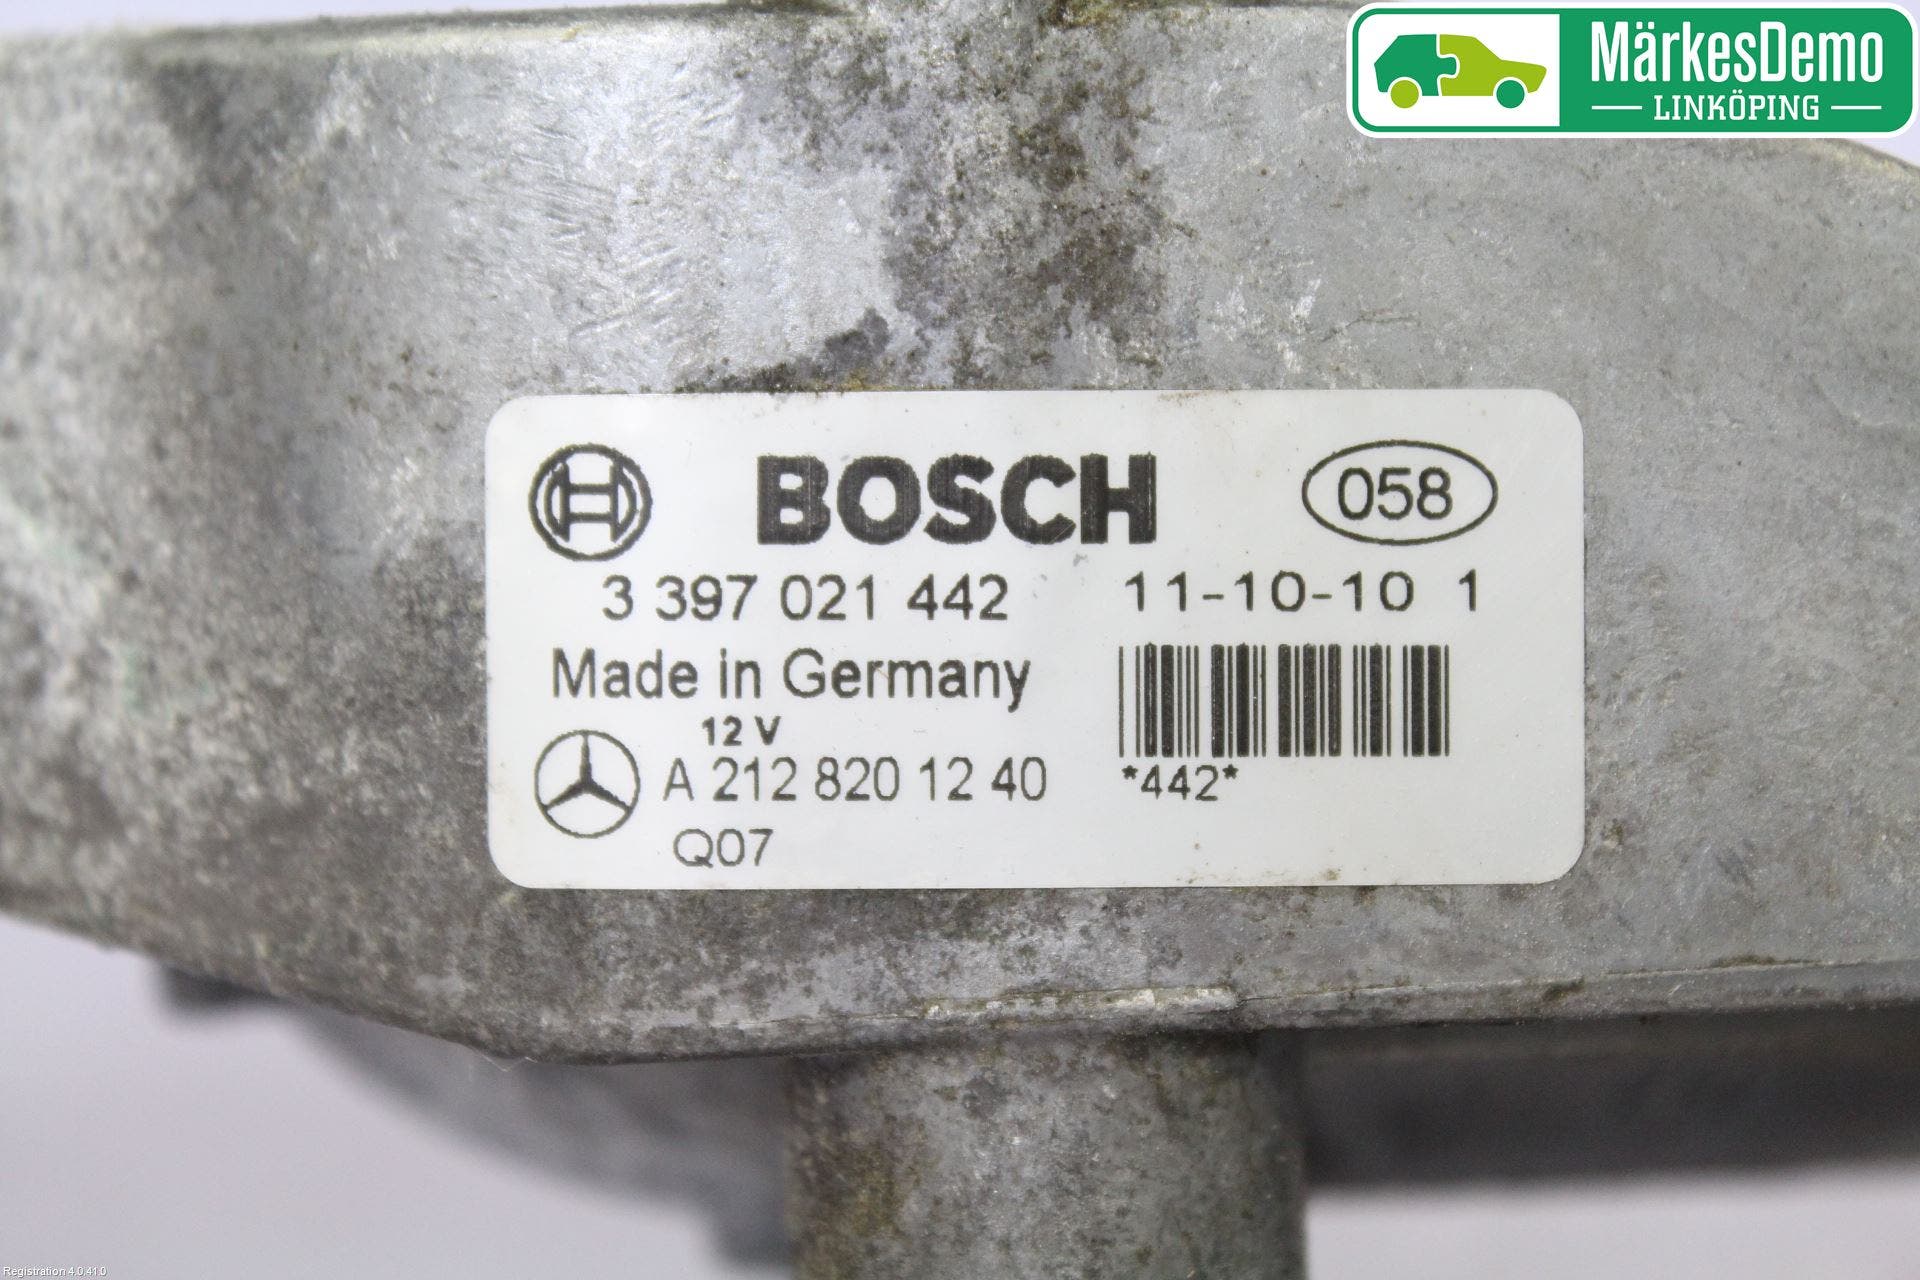 MärkesDemo
LINKÖPING
BOSCH
058
3 397 021 442
11-10-10 1
Made in Germany
12 V
A 212 820 12 40
*442*
Q07
Registration 4.0.41.0